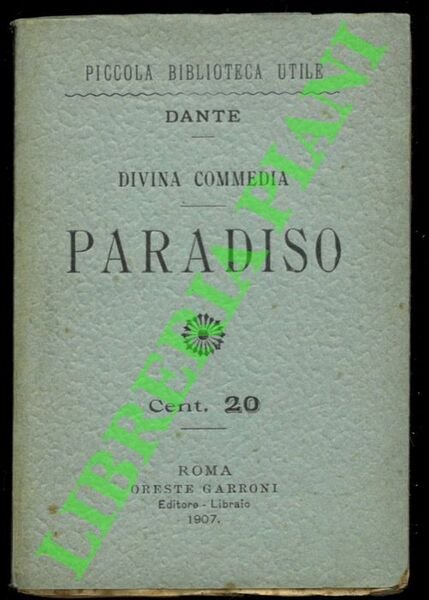 PICCOLA BIBLIOTECA UTILE
DANTE
DIVINA COMMEDIA
PARADISO
Cent. 20
ROMA
ORESTE GARRONI
Editore - Libraio
1907.
LIBRERIA PIANI